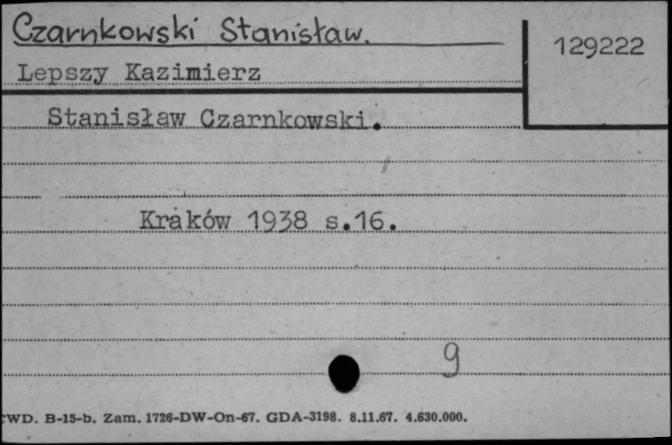 Czarnkowski Stanisław.
129222
Lepszy Kazimierz
Stanisław Czarnkowski.
Kraków 1938 s.16.
9
CWD. B-15-b. Zam. 1726-DW-On-67. GDA-3198. 8.11.67. 4.630.000.